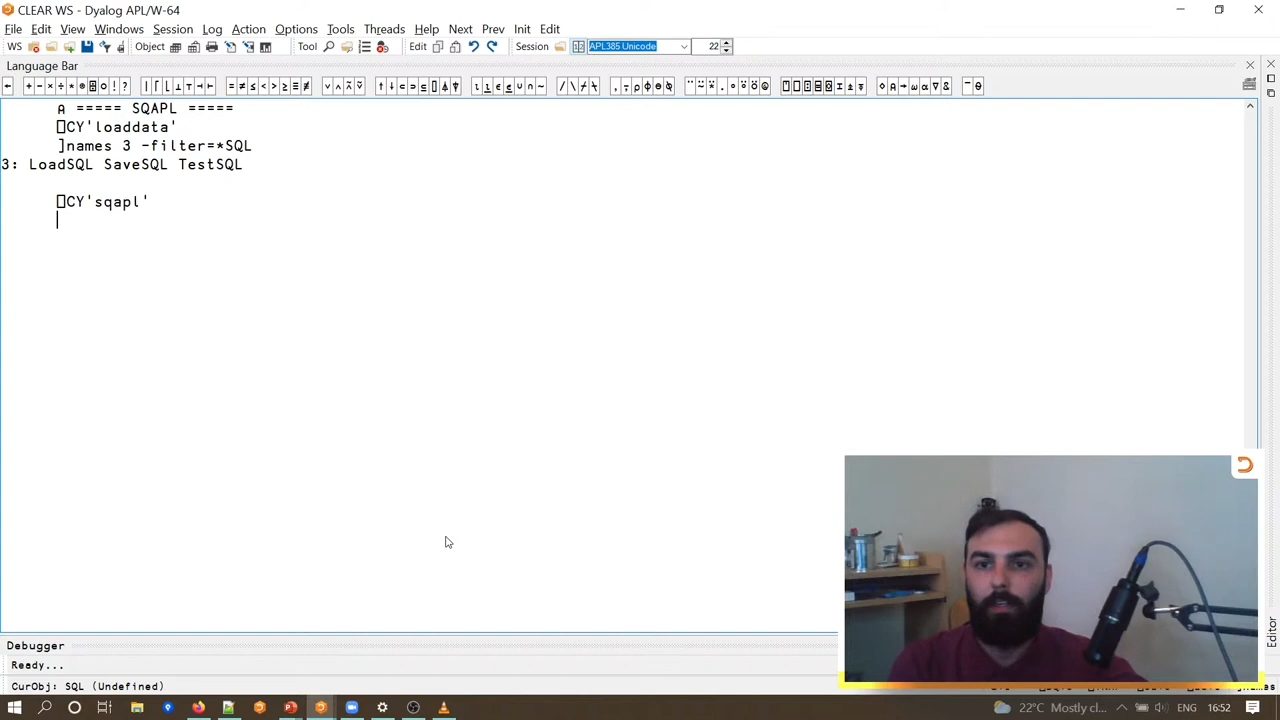 CLEAR WS - Dyalog APL/W-64
File Edit View Windows Session Log Action Options Tools Threads Help Next Prev Init Edit
WS Object Tool Edit Session APL385 Unicode 22
Language Bar
⍝ ===== SQAPL =====
⎕CY'loaddata'
]names 3 -filter=*SQL
3: LoadSQL SaveSQL TestSQL
⎕CY'sqapl'
Editor
Debugger
Ready...
CurObj: SQL (Undefined)
22°C Mostly cl... ENG 16:52